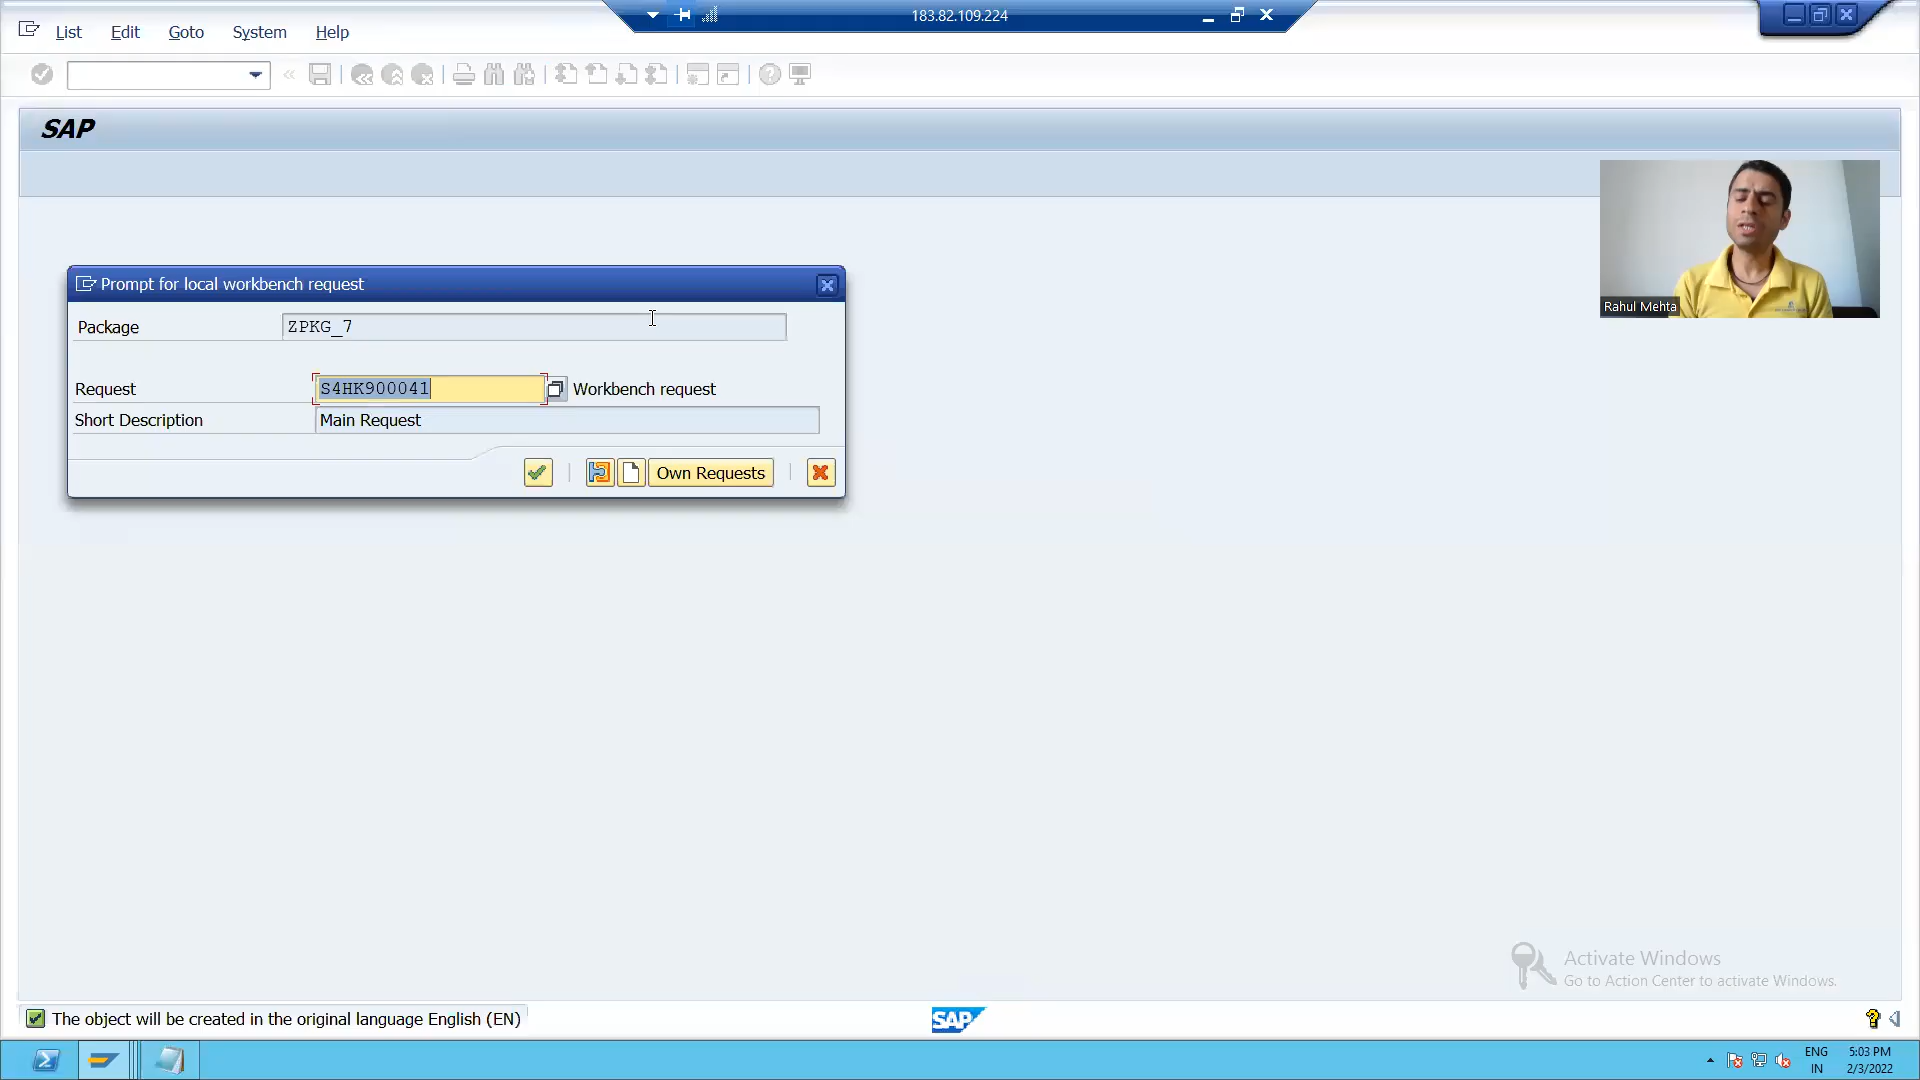 183.82.109.224
List Edit Goto System Help
SAP
Rahul Mehta
Prompt for local workbench request
Package ZPKG_7
Request S4HK900041 Workbench request
Short Description Main Request
Own Requests
Activate Windows
Go to Action Center to activate Windows.
The object will be created in the original language English (EN)
SAP
ENG 5:03 PM
IN 2/3/2022